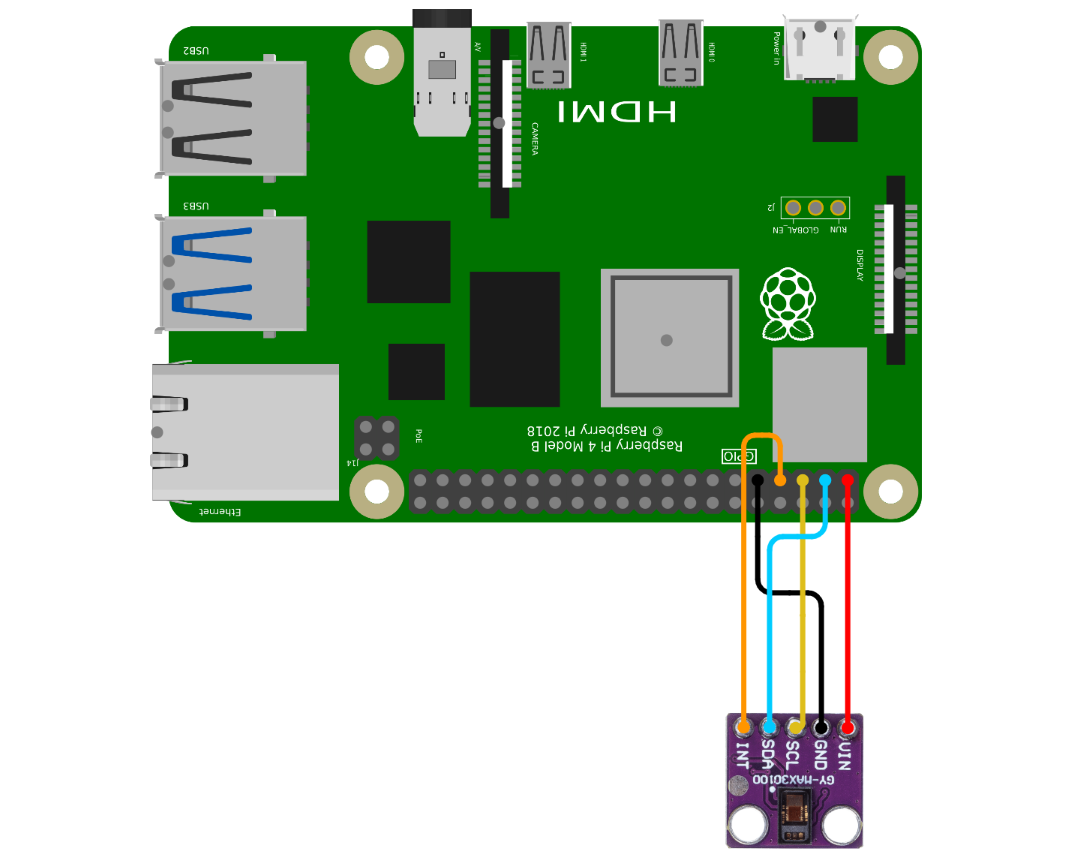 USB2
A/V
HDMI 1
HDMI 0
Power in
HDMI
CAMERA
USB3
J2
GLOBAL_EN
RUN
DISPLAY
Raspberry Pi 4 Model B
© Raspberry Pi 2018
PoE
GPIO
J14
Ethernet
INT
SDA
SCL
GND
VIN
GY-MAX30100